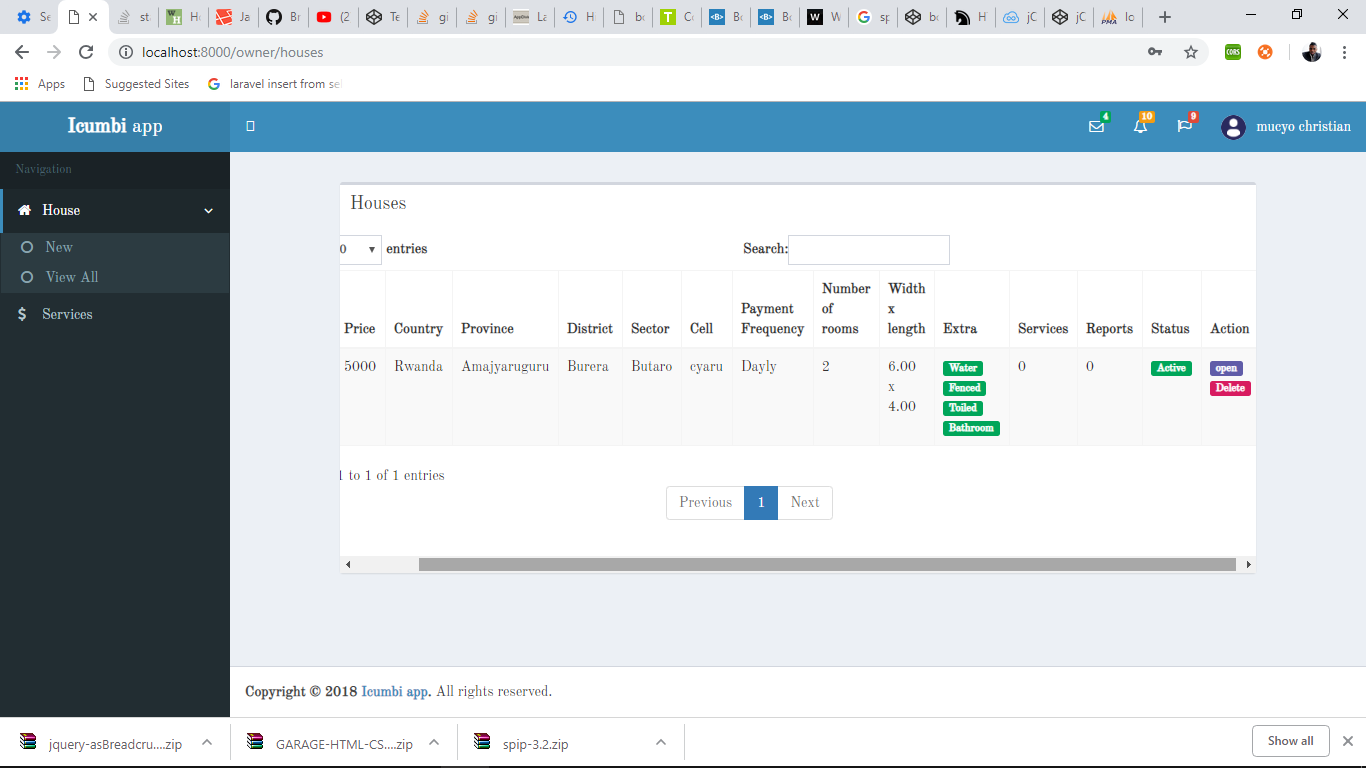 Se
st
Ho
Ja
Br
(2
Te
gi
gi
La
H
bo
Co
Bo
Bo
W
sp
bo
H
jC
jC
lo
localhost:8000/owner/houses
CORS
Apps
Suggested Sites
laravel insert from sel
Icumbi app
4
10
9
mucyo christian
Navigation
House
New
View All
$ Services
Houses
0 entries
Search:
Price Country Province District Sector Cell Payment Frequency Number of rooms Width x length Extra Services Reports Status Action
5000 Rwanda Amajyaruguru Burera Butaro cyaru Dayly 2 6.00 x 4.00 Water 0 0 Active open
Fenced Delete
Toiled
Bathroom
1 to 1 of 1 entries
Previous 1 Next
Copyright © 2018 Icumbi app. All rights reserved.
jquery-asBreadcru....zip
GARAGE-HTML-CS....zip
spip-3.2.zip
Show all